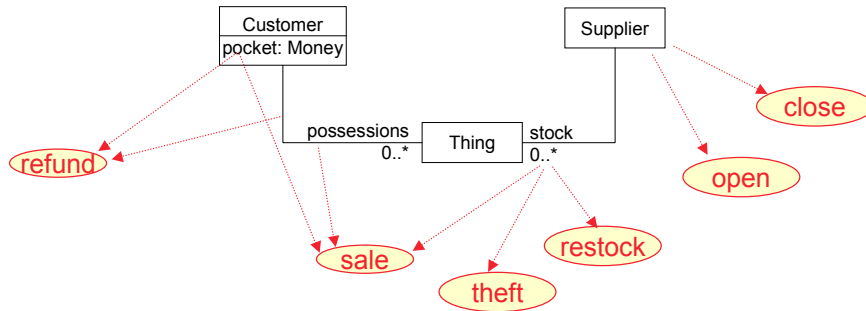 Customer
Supplier
pocket: Money
close
possessions
Thing
stock
0..*
0..*
refund
open
restock
sale
theft